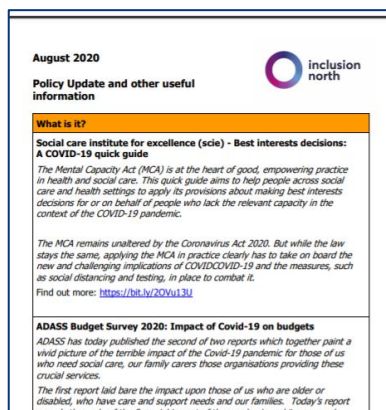 August 2020
inclusion
north
Policy Update and other useful
information
What is it?
Social care institute for excellence (scie) - Best interests decisions:
A COVID-19 quick guide
The Mental Capacity Act (MCA) is at the heart of good, empowering practice
in health and social care. This quick guide aims to help people across social
care and health settings to apply its provisions about making best interests
decisions for or on behalf of people who lack the relevant capacity in the
context of the COVID-19 pandemic.
The MCA remains unaltered by the Coronavirus Act 2020. But while the law
stays the same, applying the MCA in practice clearly has to take on board the
new and challenging implications of COVIDCOVID-19 and the measures, such
as social distancing and testing, in place to combat it.
Find out more: https://bit.ly/2OVu13U
ADASS Budget Survey 2020: Impact of Covid-19 on budgets
ADASS has today published the second of two reports which together paint a
vivid picture of the terrible impact of the Covid-19 pandemic for those of us
who need social care, our family carers those organisations providing these
crucial services.
The first report laid bare the impact upon those of us who are older or
disabled, who have care and support needs and our families. Today's report